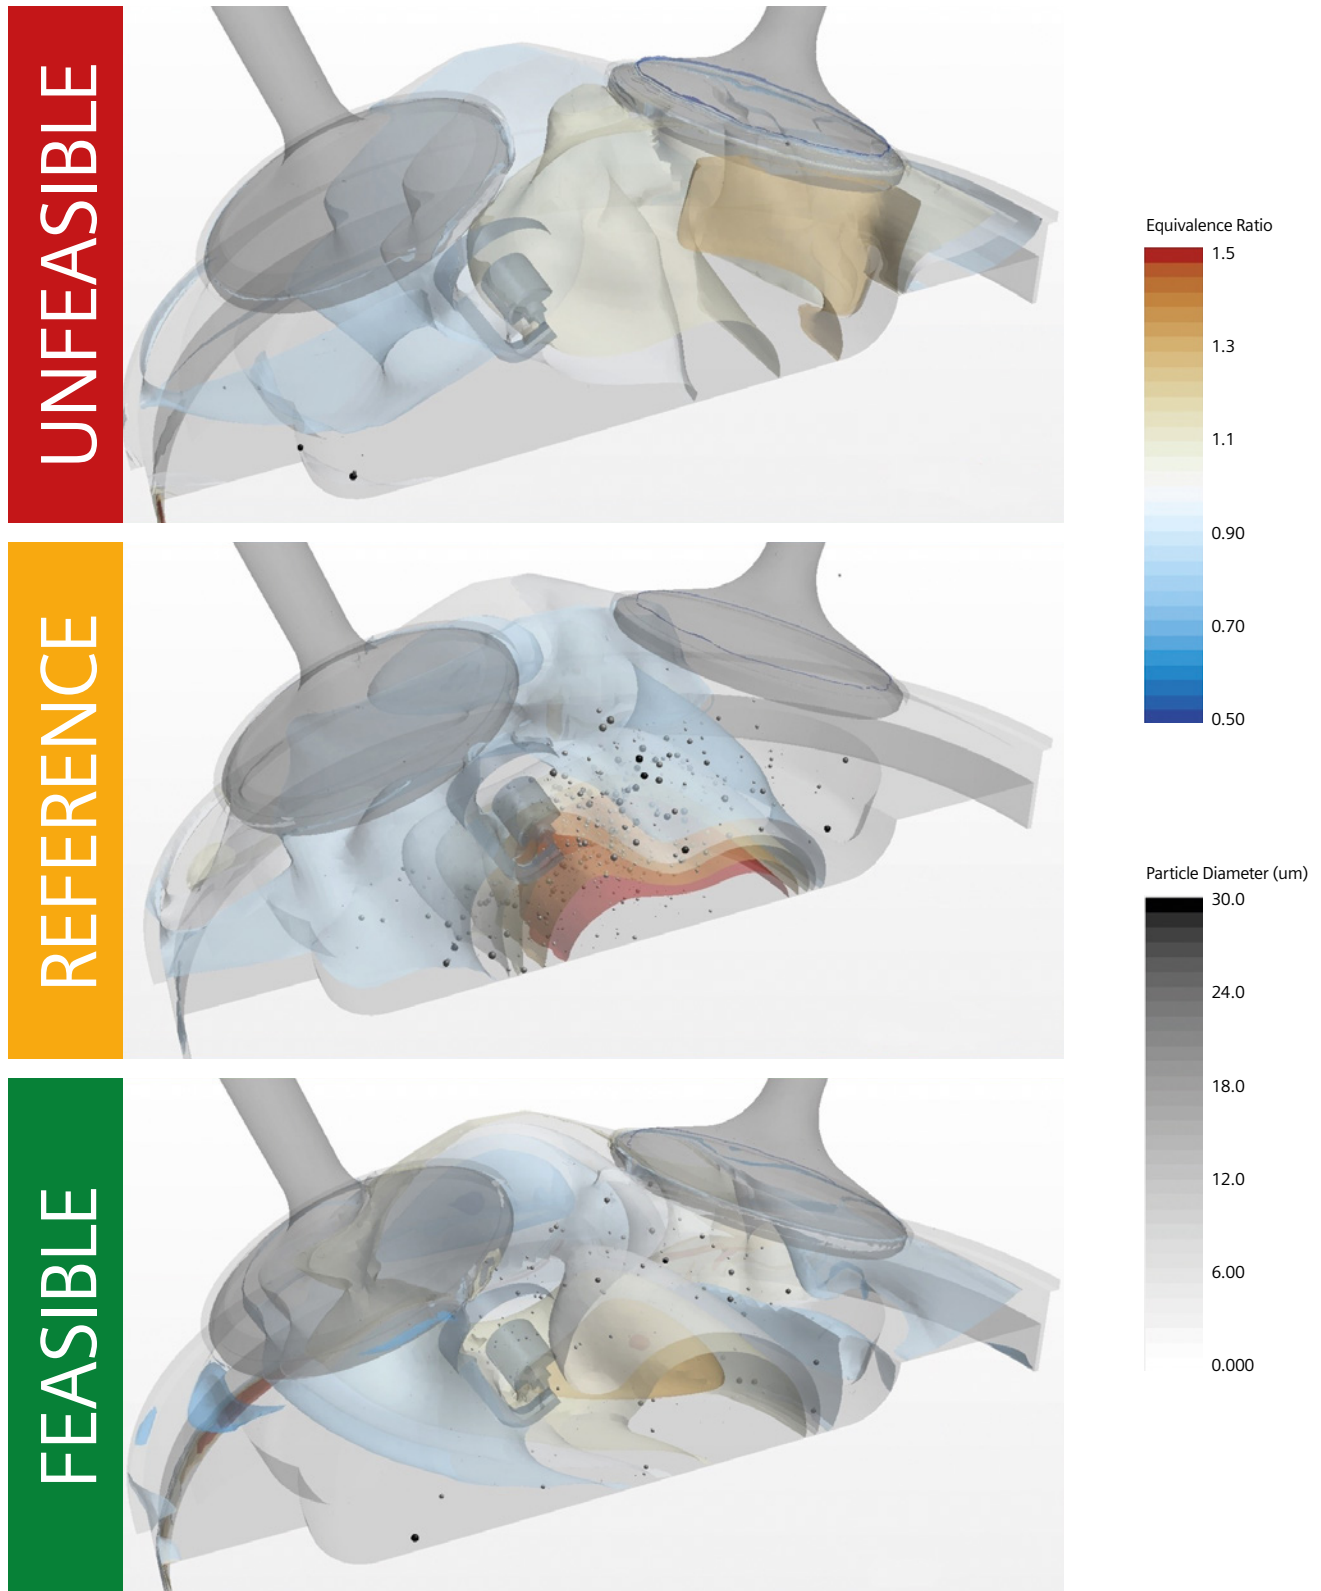 UNFEASIBLE
REFERENCE
FEASIBLE
Equivalence Ratio
1.5
1.3
1.1
0.90
0.70
0.50
Particle Diameter (um)
30.0
24.0
18.0
12.0
6.00
0.000